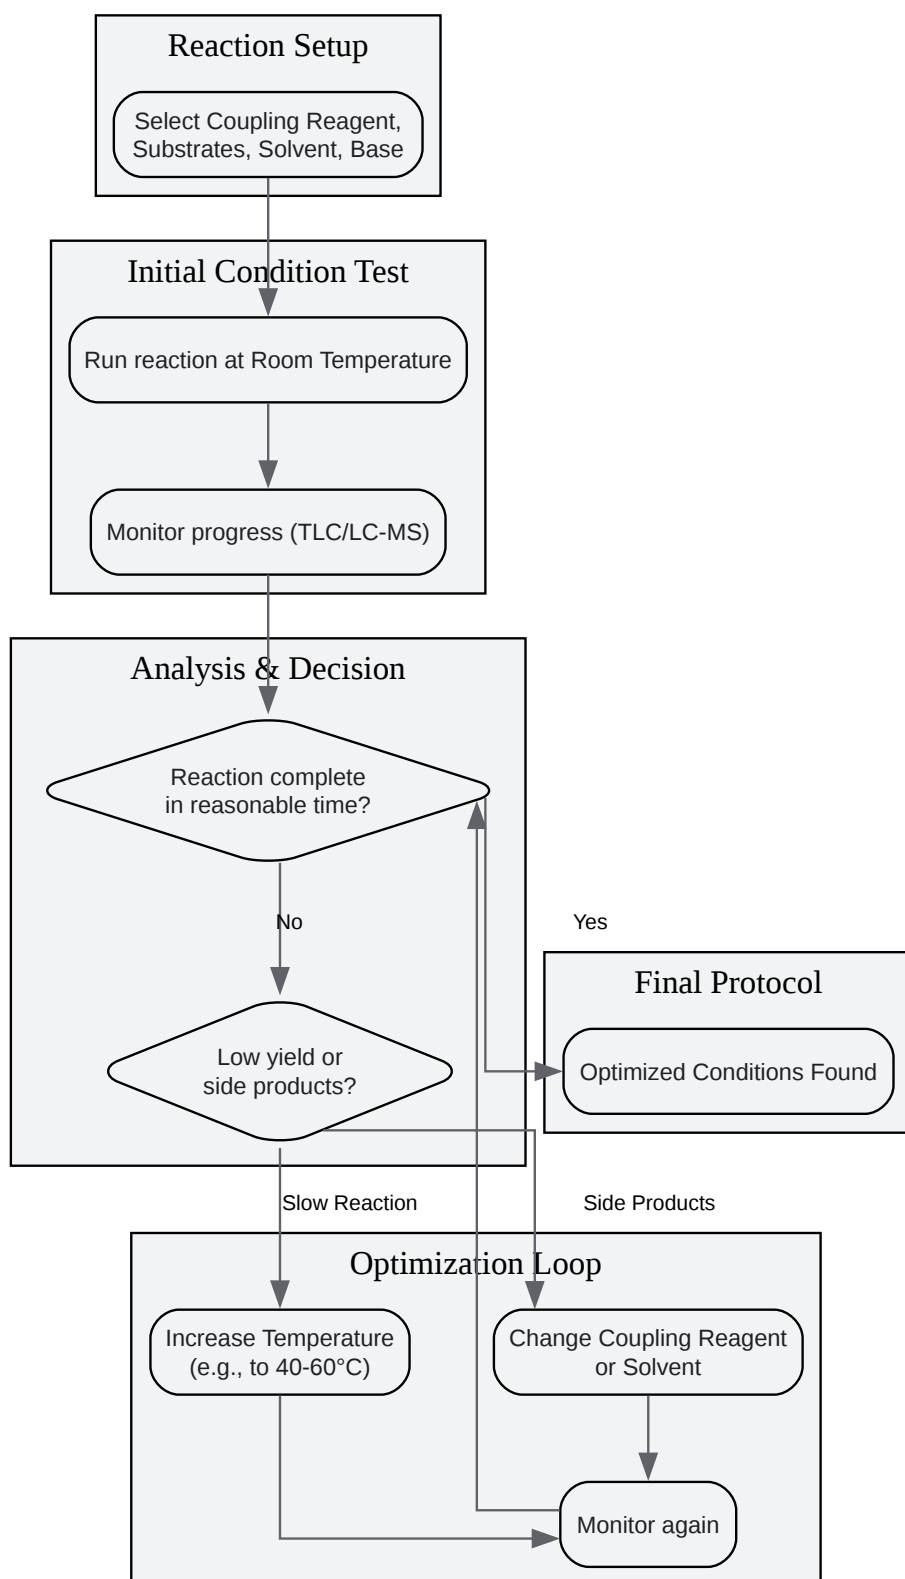 Reaction Setup
Select Coupling Reagent,
Substrates, Solvent, Base
Initial Condition Test
Run reaction at Room Temperature
Monitor progress (TLC/LC-MS)
Analysis & Decision
Reaction complete
in reasonable time?
No
Yes
Final Protocol
Optimized Conditions Found
Low yield or
side products?
Slow Reaction
Side Products
Optimization Loop
Increase Temperature
(e.g., to 40-60°C)
Change Coupling Reagent
or Solvent
Monitor again